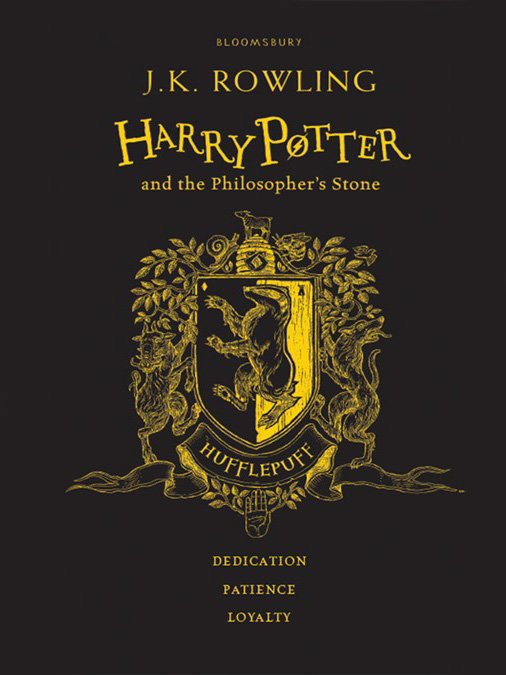 BLOOMSBURY
J.K. ROWLING
HARRY POTTER
and the Philosopher's Stone
HUFFLEPUFF
DEDICATION
PATIENCE
LOYALTY